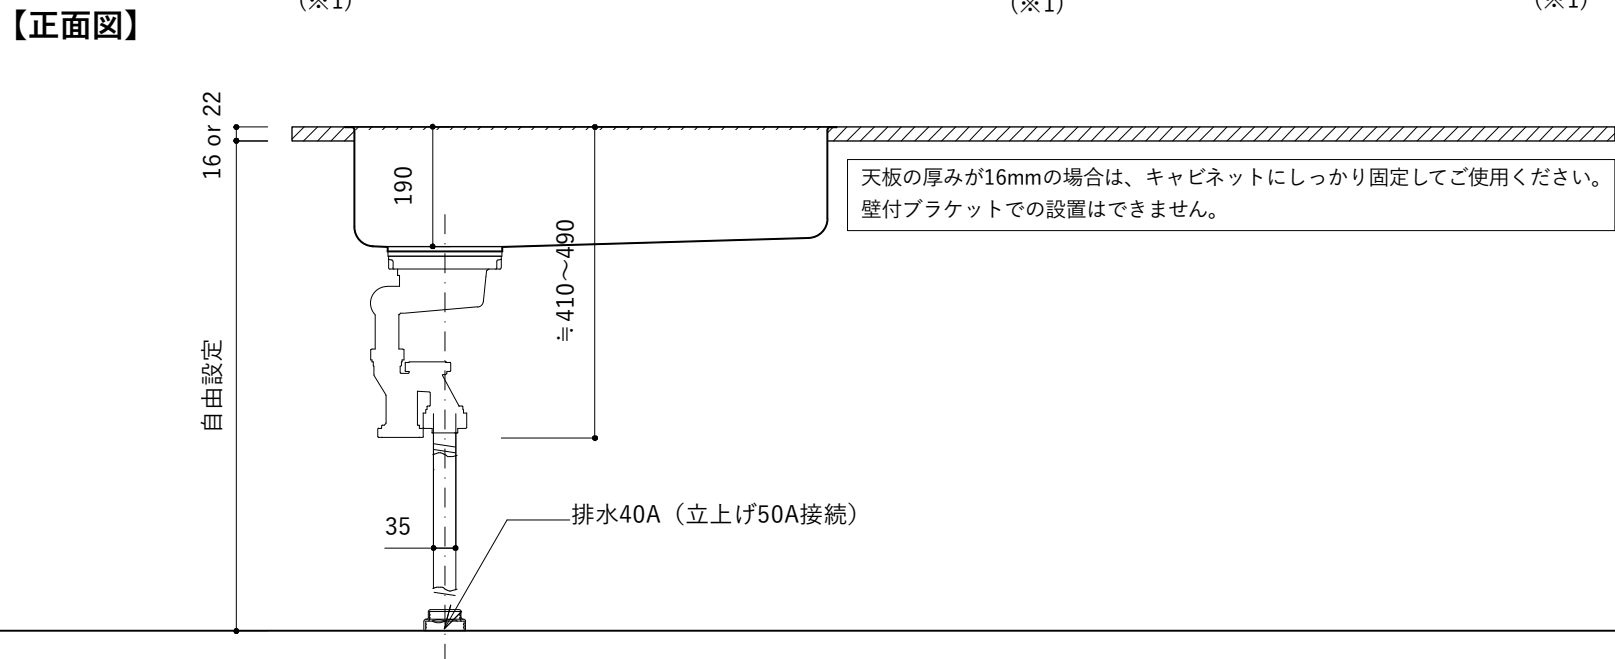 (※1)
(※1)
(※1)
【正面図】
16 or 22
190
天板の厚みが16mmの場合は、キャビネットにしっかり固定してご使用ください。
壁付ブラケットでの設置はできません。
≒410〜490
自由設定
35
排水40A（立上げ50A接続）